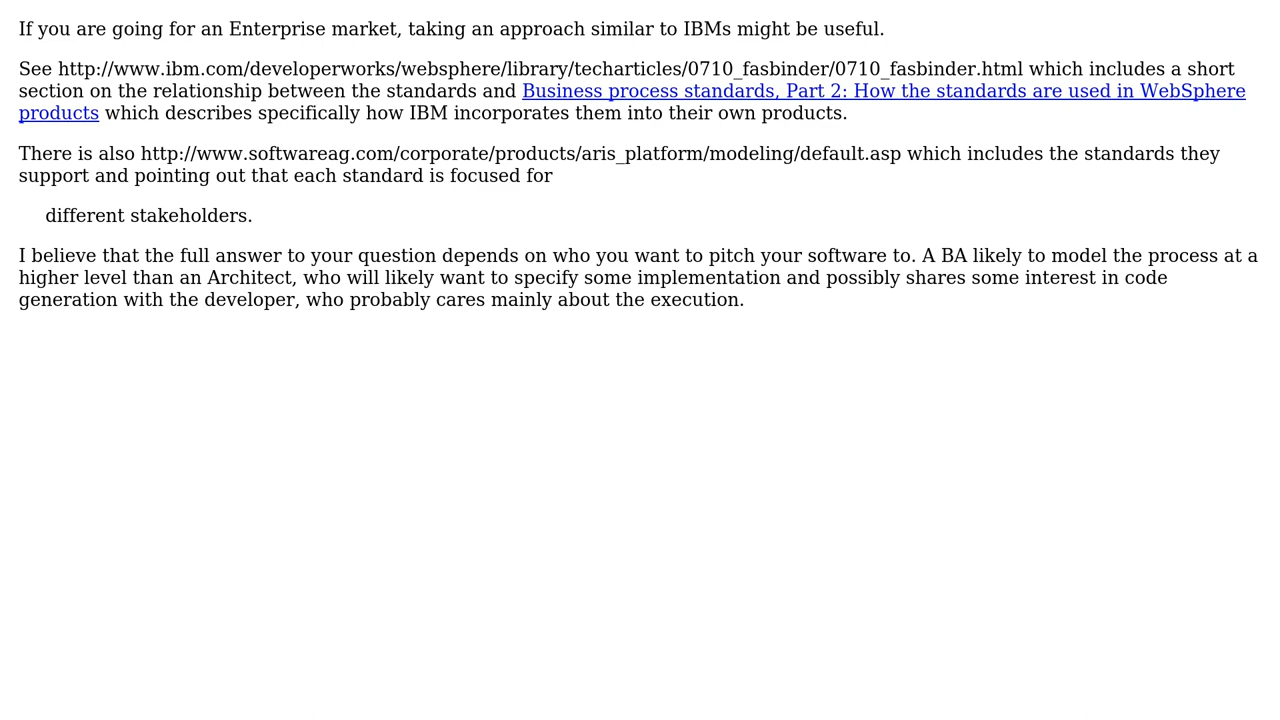 If you are going for an Enterprise market, taking an approach similar to IBMs might be useful.
See http://www.ibm.com/developerworks/websphere/library/techarticles/0710_fasbinder/0710_fasbinder.html which includes a short
section on the relationship between the standards and Business process standards, Part 2: How the standards are used in WebSphere
products which describes specifically how IBM incorporates them into their own products.
There is also http://www.softwareag.com/corporate/products/aris_platform/modeling/default.asp which includes the standards they
support and pointing out that each standard is focused for
different stakeholders.
I believe that the full answer to your question depends on who you want to pitch your software to. A BA likely to model the process at a
higher level than an Architect, who will likely want to specify some implementation and possibly shares some interest in code
generation with the developer, who probably cares mainly about the execution.